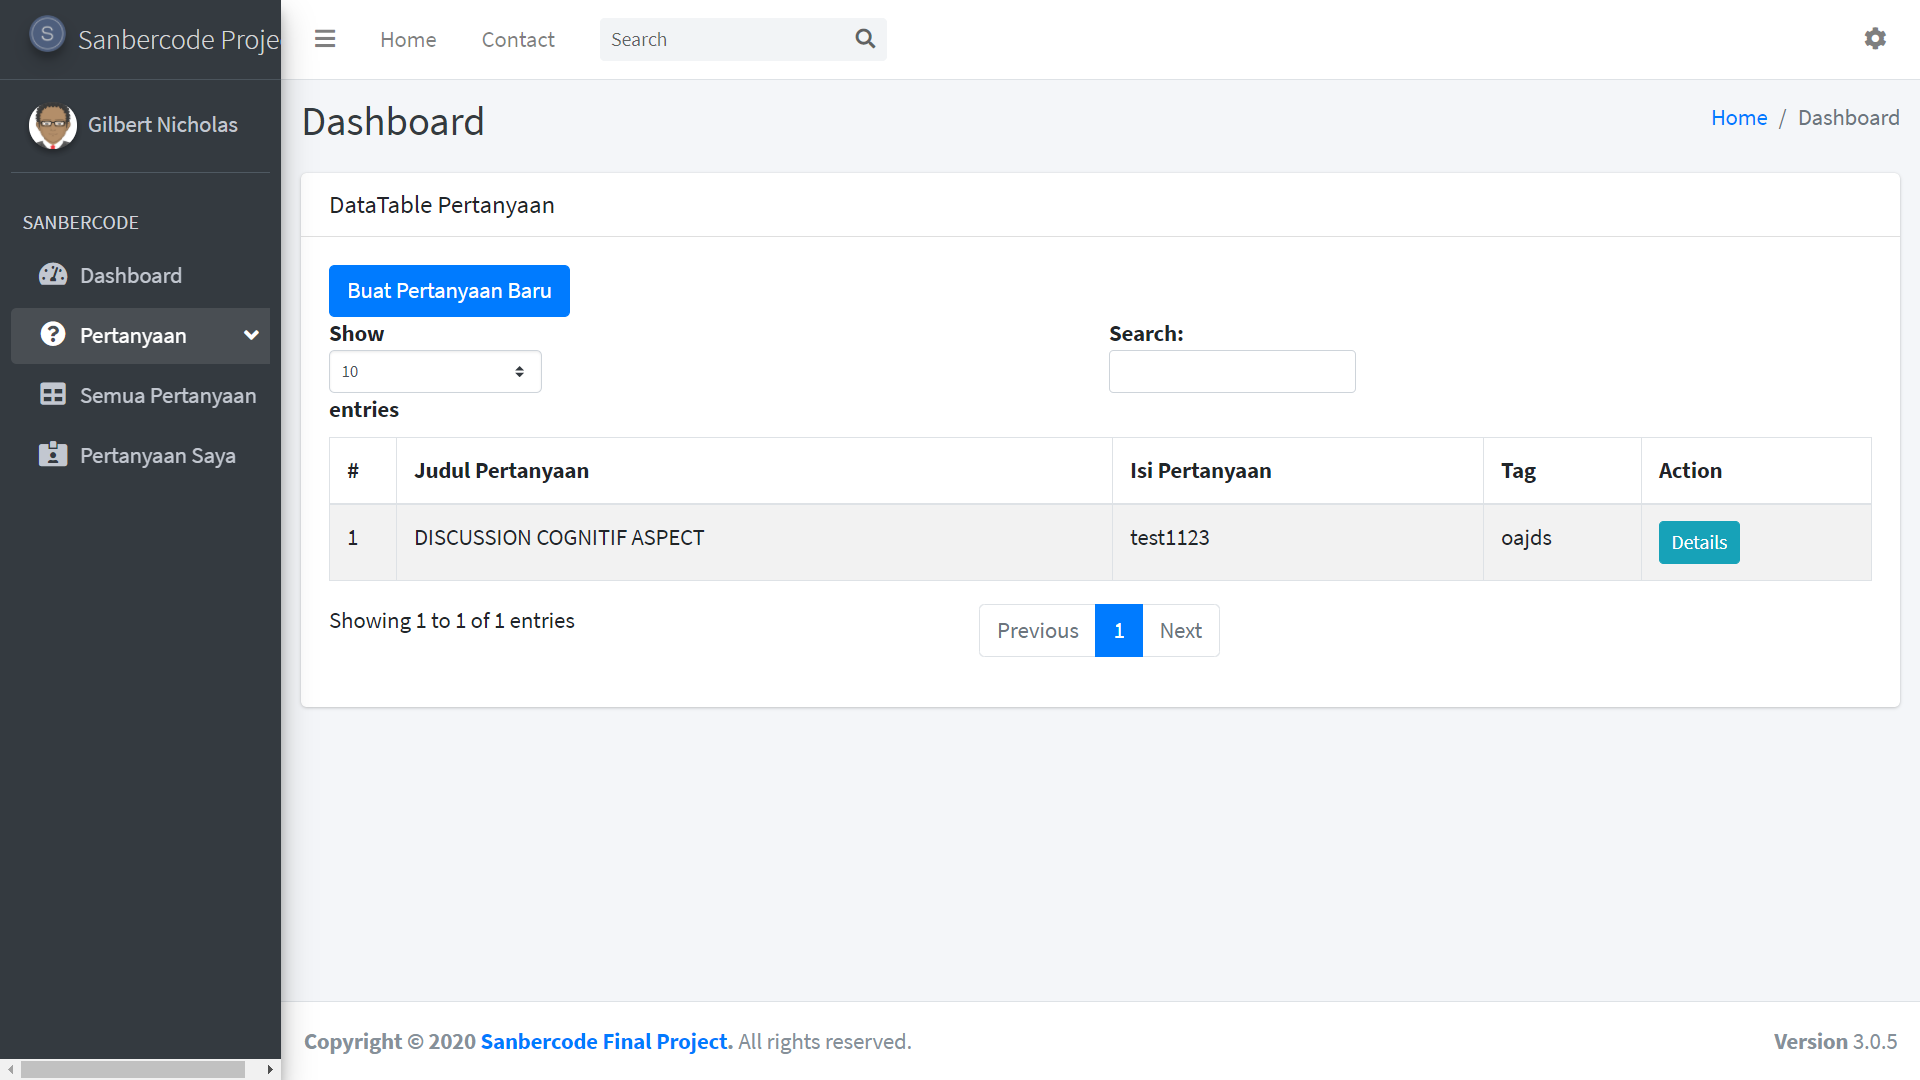 S Sanbercode Proje
Home Contact Search
Gilbert Nicholas
SANBERCODE
Dashboard
Pertanyaan
Semua Pertanyaan
Pertanyaan Saya
Dashboard
Home / Dashboard
DataTable Pertanyaan
Buat Pertanyaan Baru
Show
10
entries
Search:
# Judul Pertanyaan Isi Pertanyaan Tag Action
1 DISCUSSION COGNITIF ASPECT test1123 oajds Details
Showing 1 to 1 of 1 entries
Previous 1 Next
Copyright © 2020 Sanbercode Final Project. All rights reserved.
Version 3.0.5